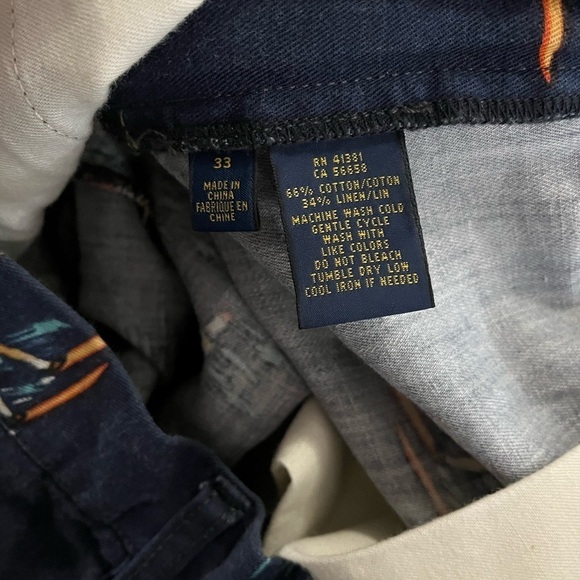 33
MADE IN
CHINA
FABRIQUE EN
CHINE
RN 41381
CA 56658
66% COTTON/COTON
34% LINEN/LIN
MACHINE WASH COLD
GENTLE CYCLE
WASH WITH
LIKE COLORS
DO NOT BLEACH
TUMBLE DRY LOW
COOL IRON IF NEEDED